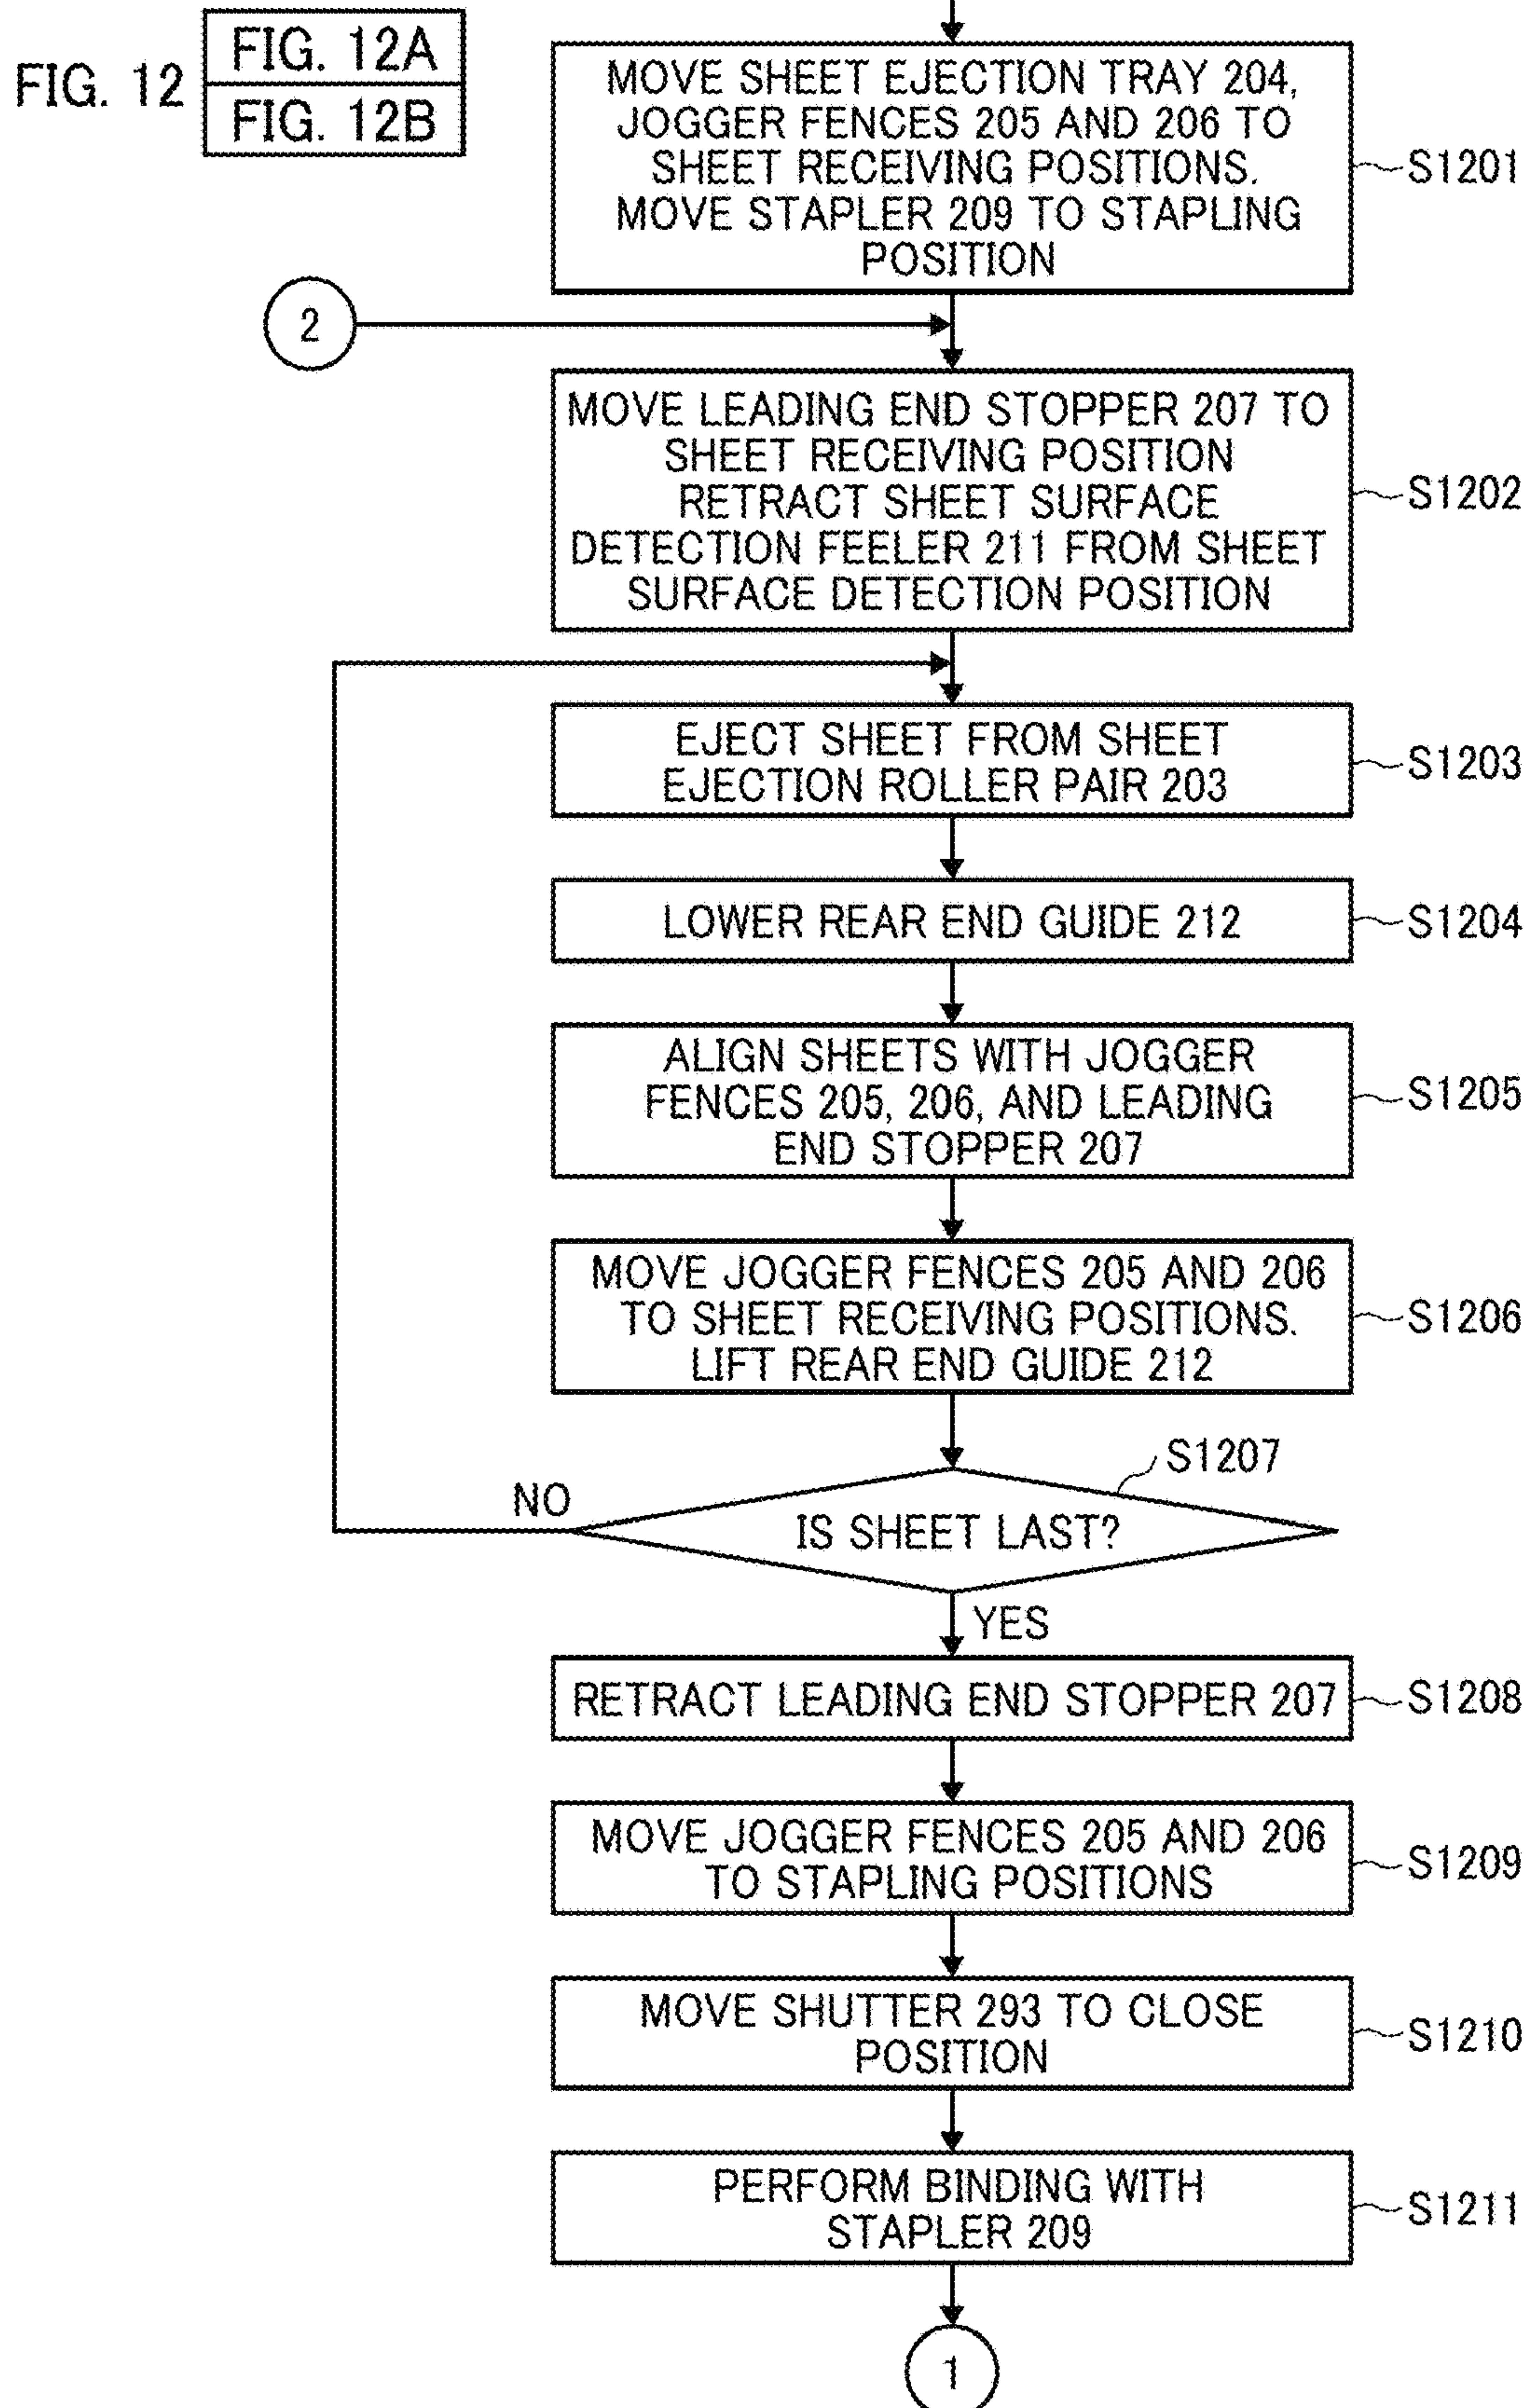 FIG. 12
FIG. 12A
FIG. 12B
MOVE SHEET EJECTION TRAY 204,
JOGGER FENCES 205 AND 206 TO
SHEET RECEIVING POSITIONS.
MOVE STAPLER 209 TO STAPLING
POSITION
S1201
2
MOVE LEADING END STOPPER 207 TO
SHEET RECEIVING POSITION
RETRACT SHEET SURFACE
DETECTION FEELER 211 FROM SHEET
SURFACE DETECTION POSITION
S1202
EJECT SHEET FROM SHEET
EJECTION ROLLER PAIR 203
S1203
LOWER REAR END GUIDE 212
S1204
ALIGN SHEETS WITH JOGGER
FENCES 205, 206, AND LEADING
END STOPPER 207
S1205
MOVE JOGGER FENCES 205 AND 206
TO SHEET RECEIVING POSITIONS.
LIFT REAR END GUIDE 212
S1206
S1207
NO
IS SHEET LAST?
YES
RETRACT LEADING END STOPPER 207
S1208
MOVE JOGGER FENCES 205 AND 206
TO STAPLING POSITIONS
S1209
MOVE SHUTTER 293 TO CLOSE
POSITION
S1210
PERFORM BINDING WITH
STAPLER 209
S1211
1